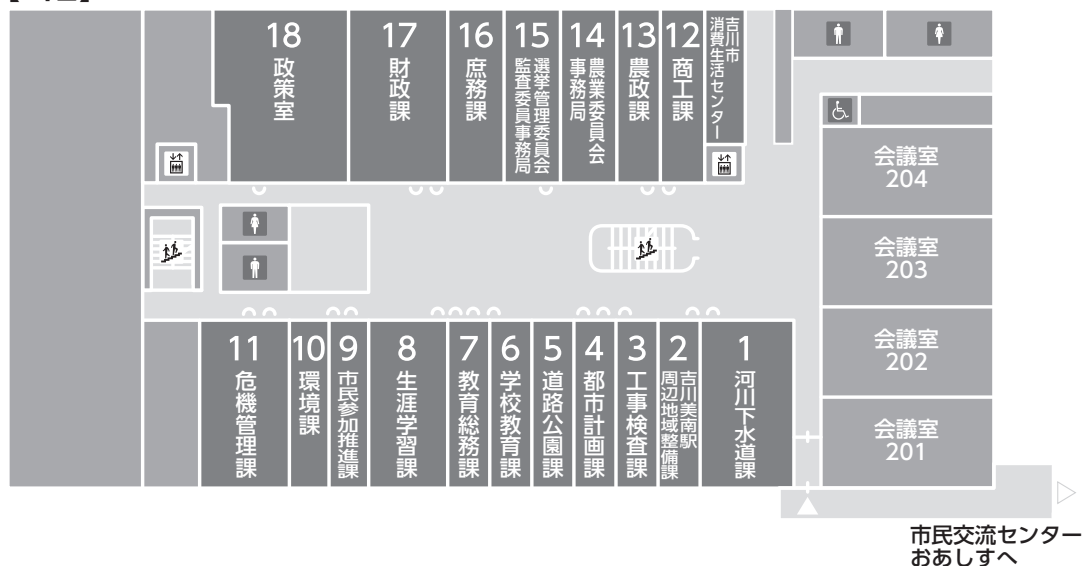 18
政策室
17
財政課
16
庶務課
15
選挙管理委員会
監査委員事務局
14
農業委員会
事務局
13
農政課
12
商工課
吉川市
消費生活センター
会議室
204
会議室
203
会議室
202
会議室
201
11
危機管理課
10
環境課
9
市民参加推進課
8
生涯学習課
7
教育総務課
6
学校教育課
5
道路公園課
4
都市計画課
3
工事検査課
2
吉川美南駅
周辺地域整備課
1
河川下水道課
市民交流センター
おあしすへ